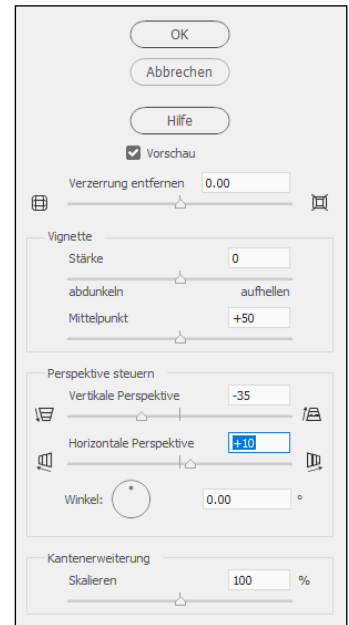 OK
Abbrechen
Hilfe
Vorschau
Verzerrung entfernen 0.00
Vignette
Stärke 0
abdunkeln aufhellen
Mittelpunkt +50
Perspektive steuern
Vertikale Perspektive -35
Horizontale Perspektive +10
Winkel: 0.00 °
Kantenerweiterung
Skalieren 100 %